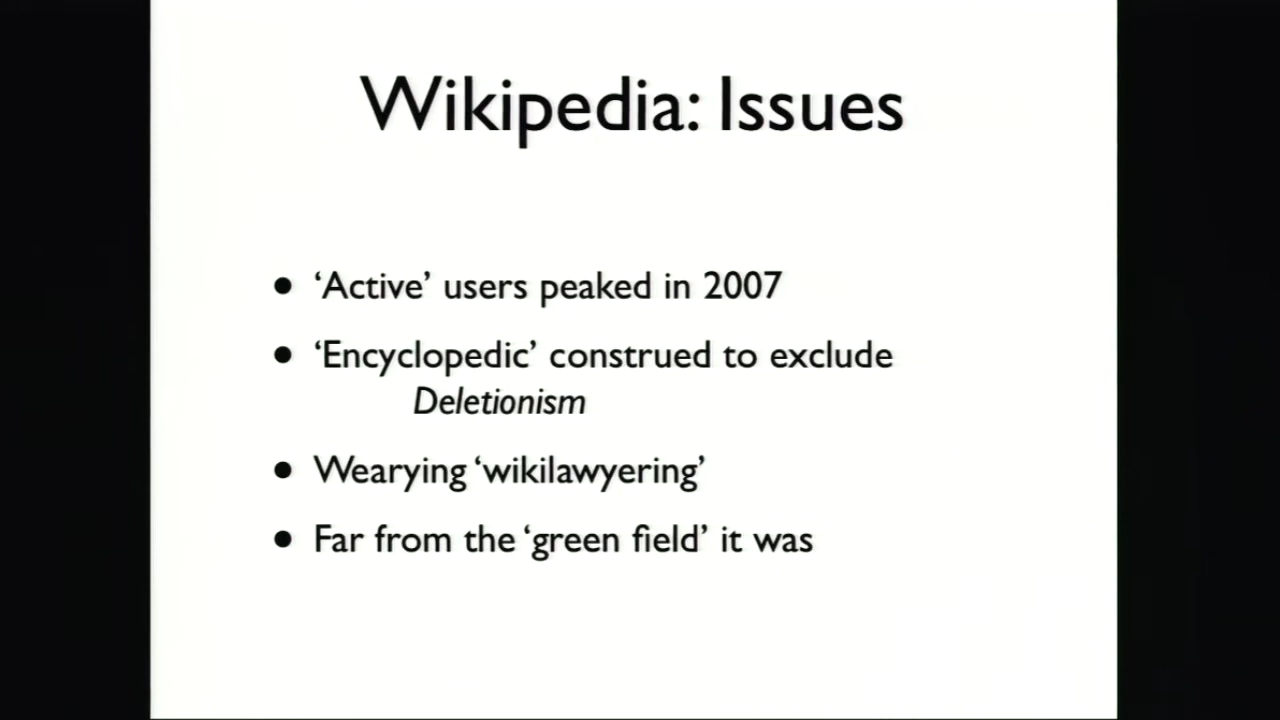 Wikipedia: Issues
• ‘Active’ users peaked in 2007
• ‘Encyclopedic’ construed to exclude
Deletionism
• Wearying ‘wikilawyering’
• Far from the ‘green field’ it was